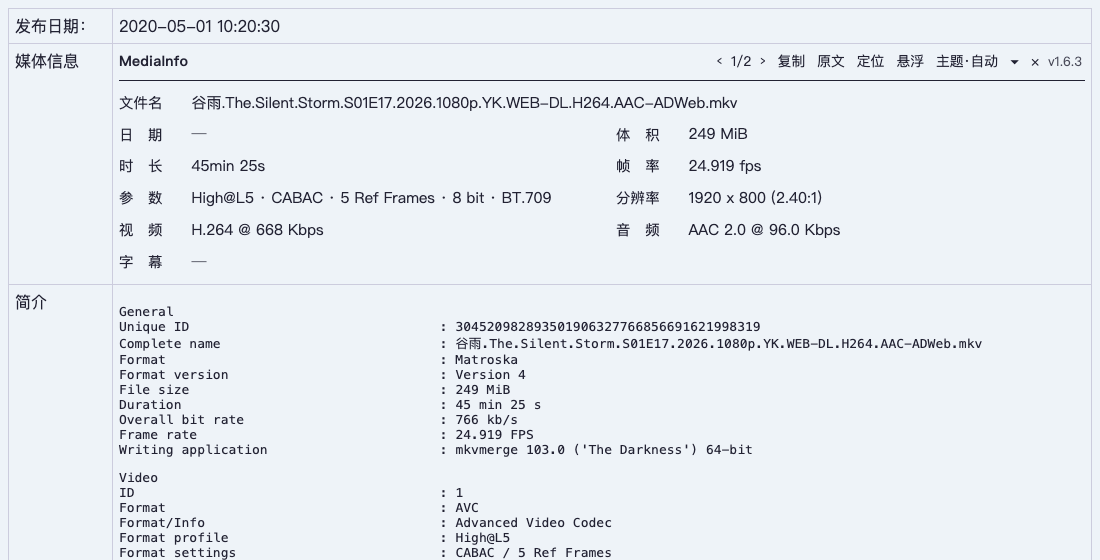 发布日期： 2020-05-01 10:20:30
媒体信息 MediaInfo ‹ 1/2 › 复制 原文 定位 悬浮 主题·自动 ▾ × v1.6.3
文件名 谷雨.The.Silent.Storm.S01E17.2026.1080p.YK.WEB-DL.H264.AAC-ADWeb.mkv
日 期 — 体 积 249 MiB
时 长 45min 25s 帧 率 24.919 fps
参 数 High@L5 · CABAC · 5 Ref Frames · 8 bit · BT.709 分辨率 1920 x 800 (2.40:1)
视 频 H.264 @ 668 Kbps 音 频 AAC 2.0 @ 96.0 Kbps
字 幕 —
简介
General
Unique ID : 304520982893501906327766856691621998319
Complete name : 谷雨.The.Silent.Storm.S01E17.2026.1080p.YK.WEB-DL.H264.AAC-ADWeb.mkv
Format : Matroska
Format version : Version 4
File size : 249 MiB
Duration : 45 min 25 s
Overall bit rate : 766 kb/s
Frame rate : 24.919 FPS
Writing application : mkvmerge 103.0 ('The Darkness') 64-bit
Video
ID : 1
Format : AVC
Format/Info : Advanced Video Codec
Format profile : High@L5
Format settings : CABAC / 5 Ref Frames